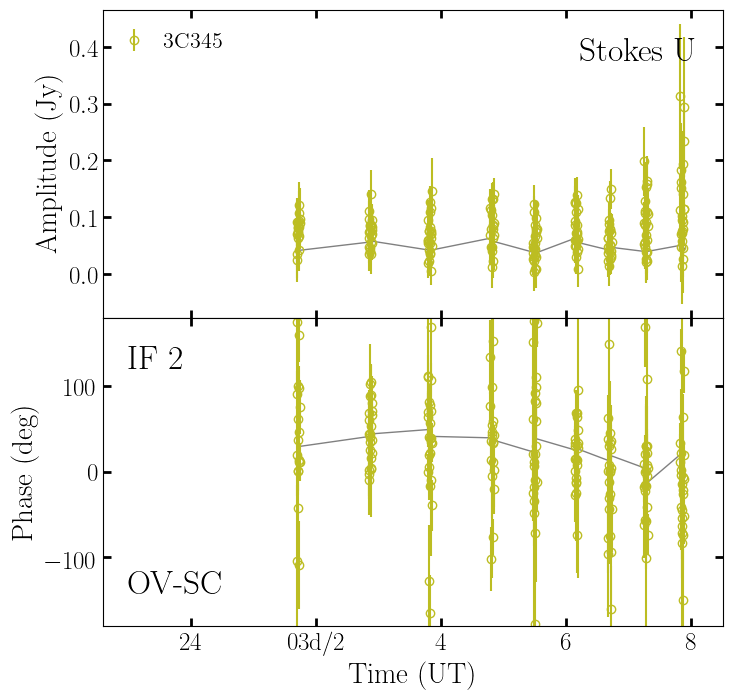 3C345
Stokes U
0.4
0.3
0.2
0.1
0.0
Amplitude (Jy)
IF 2
100
0
−100
Phase (deg)
OV-SC
24
03d/2
4
6
8
Time (UT)